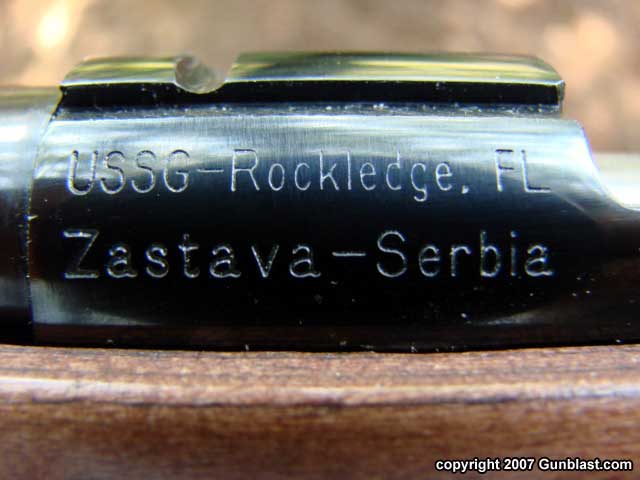 USSG-Rockledge, FL
Zastava-Serbia
copyright 2007 Gunblast.com